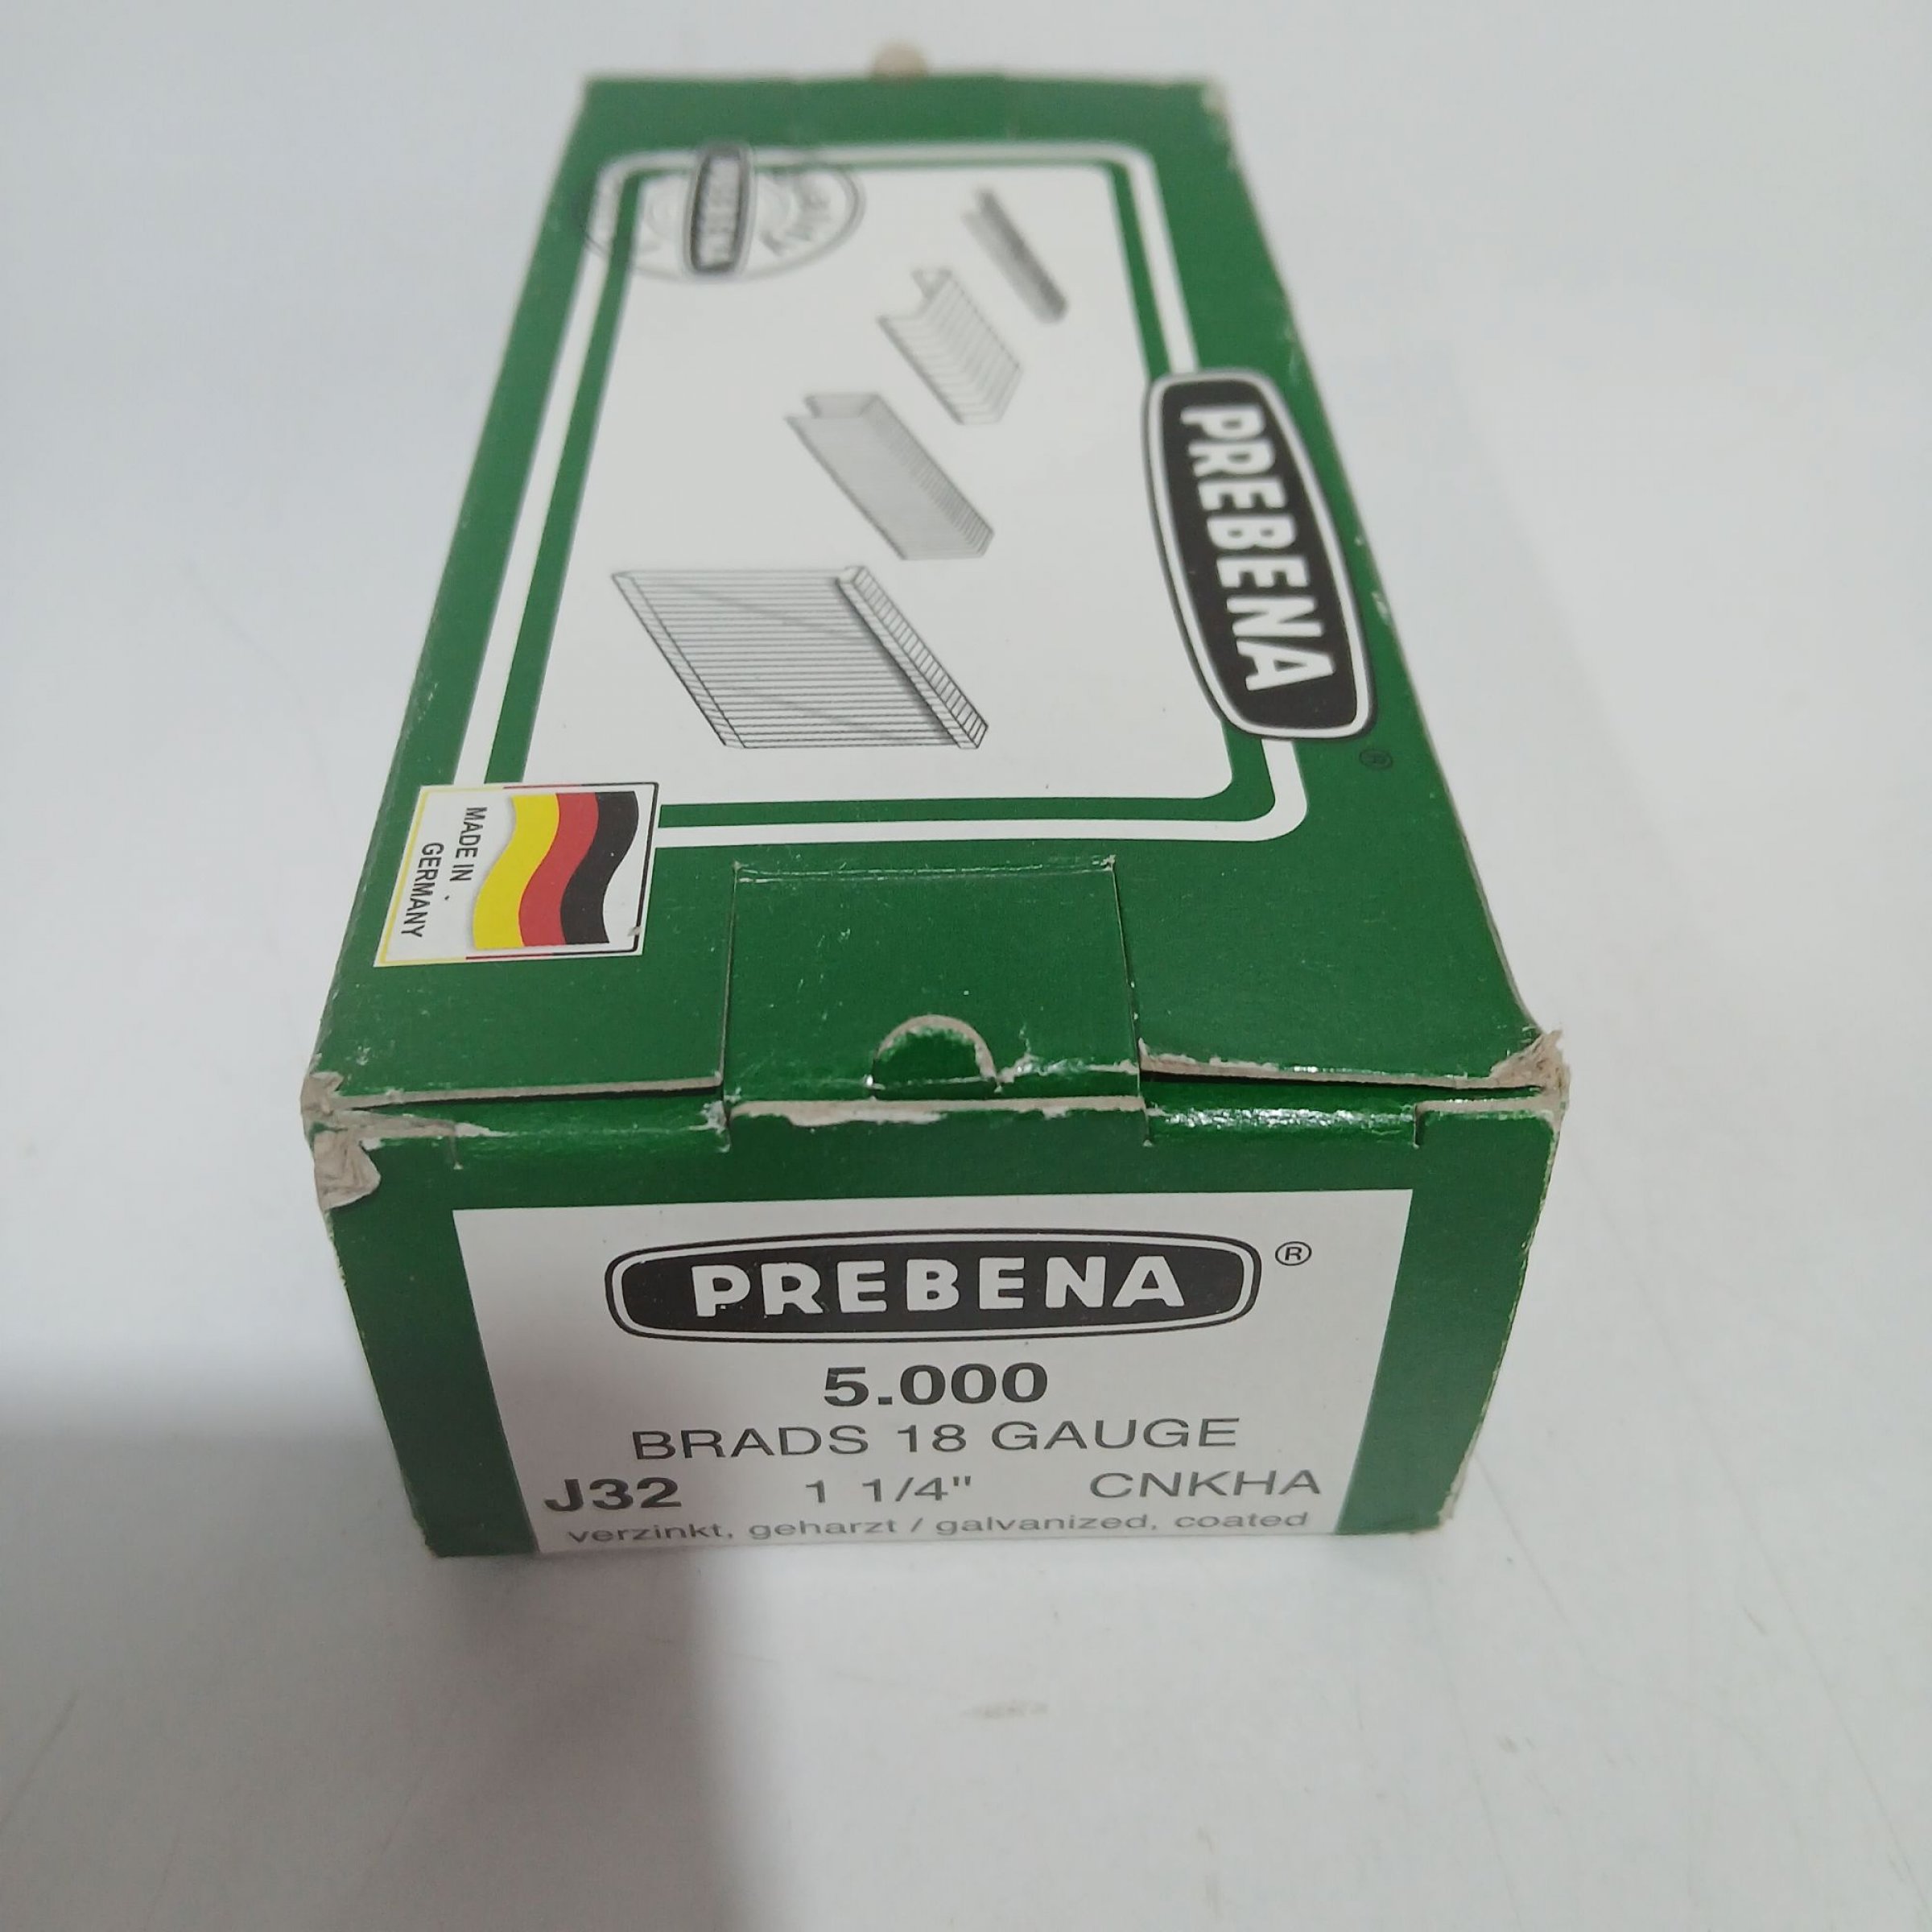 PREBENA
PREBENA
®
MADE IN
GERMANY
PREBENA ®
5.000
BRADS 18 GAUGE
J32 1 1/4" CNKHA
verzinkt, geharzt / galvanized, coated